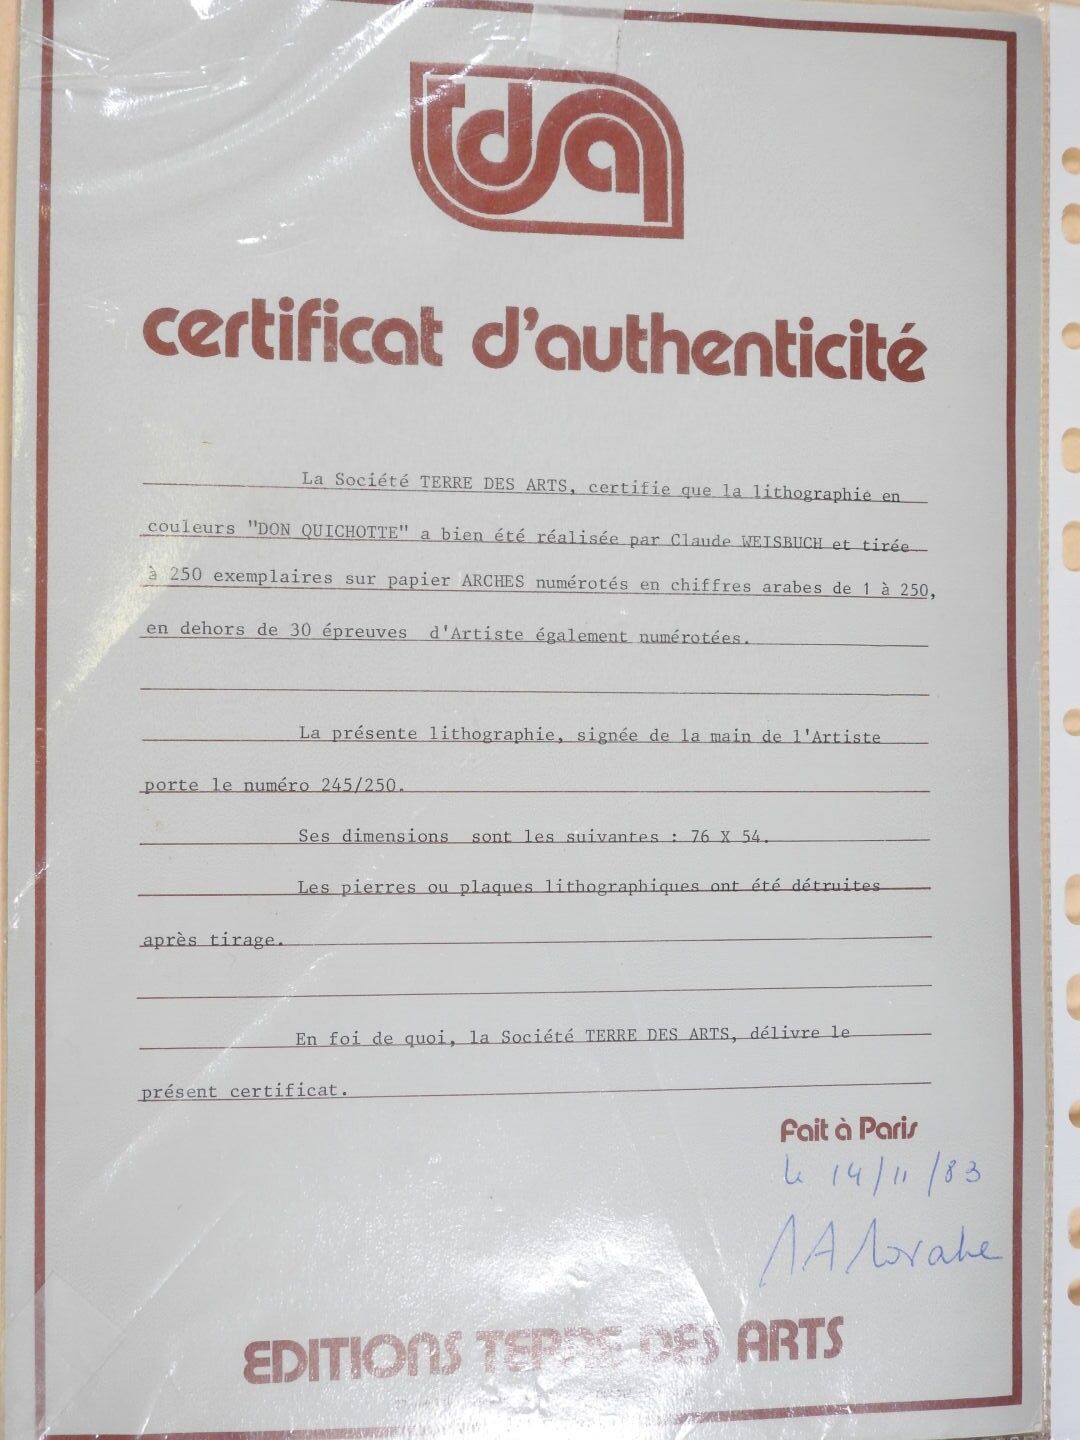 tda
certificat d'authenticité
La Société TERRE DES ARTS, certifie que la lithographie en
couleurs "DON QUICHOTTE" a bien été réalisée par Claude WEISBUCH et tirée
à 250 exemplaires sur papier ARCHES numérotés en chiffres arabes de 1 à 250,
en dehors de 30 épreuves d'Artiste également numérotées.
La présente lithographie, signée de la main de l'Artiste
porte le numéro 245/250.
Ses dimensions sont les suivantes : 76 X 54.
Les pierres ou plaques lithographiques ont été détruites
après tirage.
En foi de quoi, la Société TERRE DES ARTS, délivre le
présent certificat.
Fait à Paris
le 14/11/83
EDITIONS TERRE DES ARTS